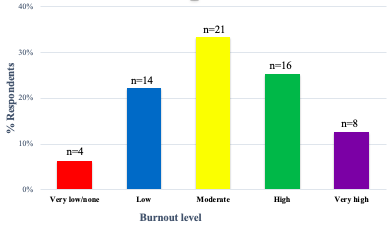 40%
n=21
30%
n=16
n=14
20%
n=8
10%
n=4
0%
% Respondents
Very low/none Low Moderate High Very high
Burnout level